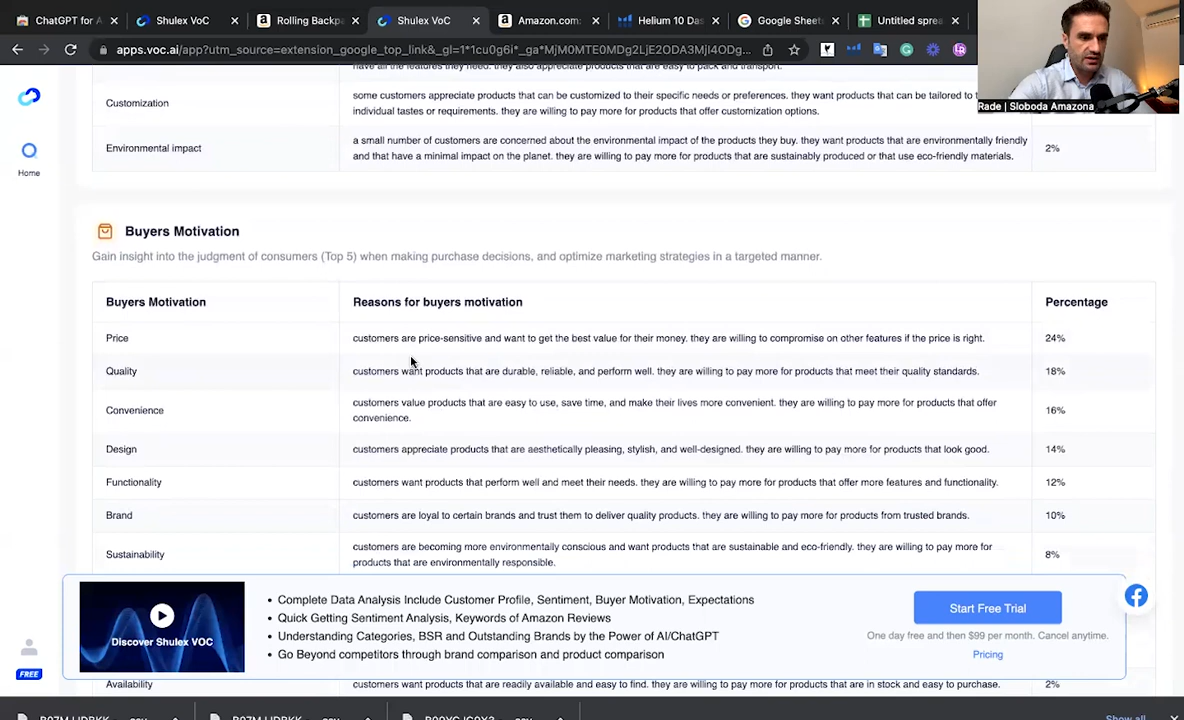 ChatGPT for A
Shulex VoC
Rolling Backpa
Shulex VoC
Amazon.com:
Helium 10 Das
Google Sheets
Untitled sprea
apps.voc.ai/app?utm_source=extension_google_top_link&_gl=1*1cu0g6i*_ga*MjM0MTE0MDg2LjE2ODA3MjI4ODg...
Rade | Sloboda Amazona
have all the features they need. they also appreciate products that are easy to pack and transport.
Customization
some customers appreciate products that can be customized to their specific needs or preferences. they want products that can be tailored to
individual tastes or requirements. they are willing to pay more for products that offer customization options.
Environmental impact
a small number of customers are concerned about the environmental impact of the products they buy. they want products that are environmentally friendly
and that have a minimal impact on the planet. they are willing to pay more for products that are sustainably produced or that use eco-friendly materials.
2%
Home
Buyers Motivation
Gain insight into the judgment of consumers (Top 5) when making purchase decisions, and optimize marketing strategies in a targeted manner.
Buyers Motivation Reasons for buyers motivation Percentage
Price customers are price-sensitive and want to get the best value for their money. they are willing to compromise on other features if the price is right. 24%
Quality customers want products that are durable, reliable, and perform well. they are willing to pay more for products that meet their quality standards. 18%
Convenience
customers value products that are easy to use, save time, and make their lives more convenient. they are willing to pay more for products that offer
convenience.
16%
Design customers appreciate products that are aesthetically pleasing, stylish, and well-designed. they are willing to pay more for products that look good. 14%
Functionality customers want products that perform well and meet their needs. they are willing to pay more for products that offer more features and functionality. 12%
Brand customers are loyal to certain brands and trust them to deliver quality products. they are willing to pay more for products from trusted brands. 10%
Sustainability
customers are becoming more environmentally conscious and want products that are sustainable and eco-friendly. they are willing to pay more for
products that are environmentally responsible.
8%
Discover Shulex VOC
• Complete Data Analysis Include Customer Profile, Sentiment, Buyer Motivation, Expectations
• Quick Getting Sentiment Analysis, Keywords of Amazon Reviews
• Understanding Categories, BSR and Outstanding Brands by the Power of AI/ChatGPT
• Go Beyond competitors through brand comparison and product comparison
Start Free Trial
One day free and then $99 per month. Cancel anytime.
Pricing
FREE
Availability customers want products that are readily available and easy to find. they are willing to pay more for products that are in stock and easy to purchase. 2%
Show all